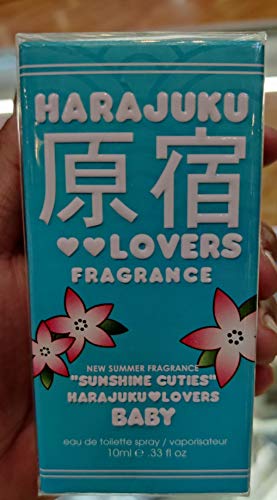 HARAJUKU
原宿
♥♥LOVERS
FRAGRANCE
NEW SUMMER FRAGRANCE
"SUNSHINE CUTIES"
HARAJUKU♥LOVERS
BABY
eau de toilette spray / vaporisateur
10ml e .33 fl oz